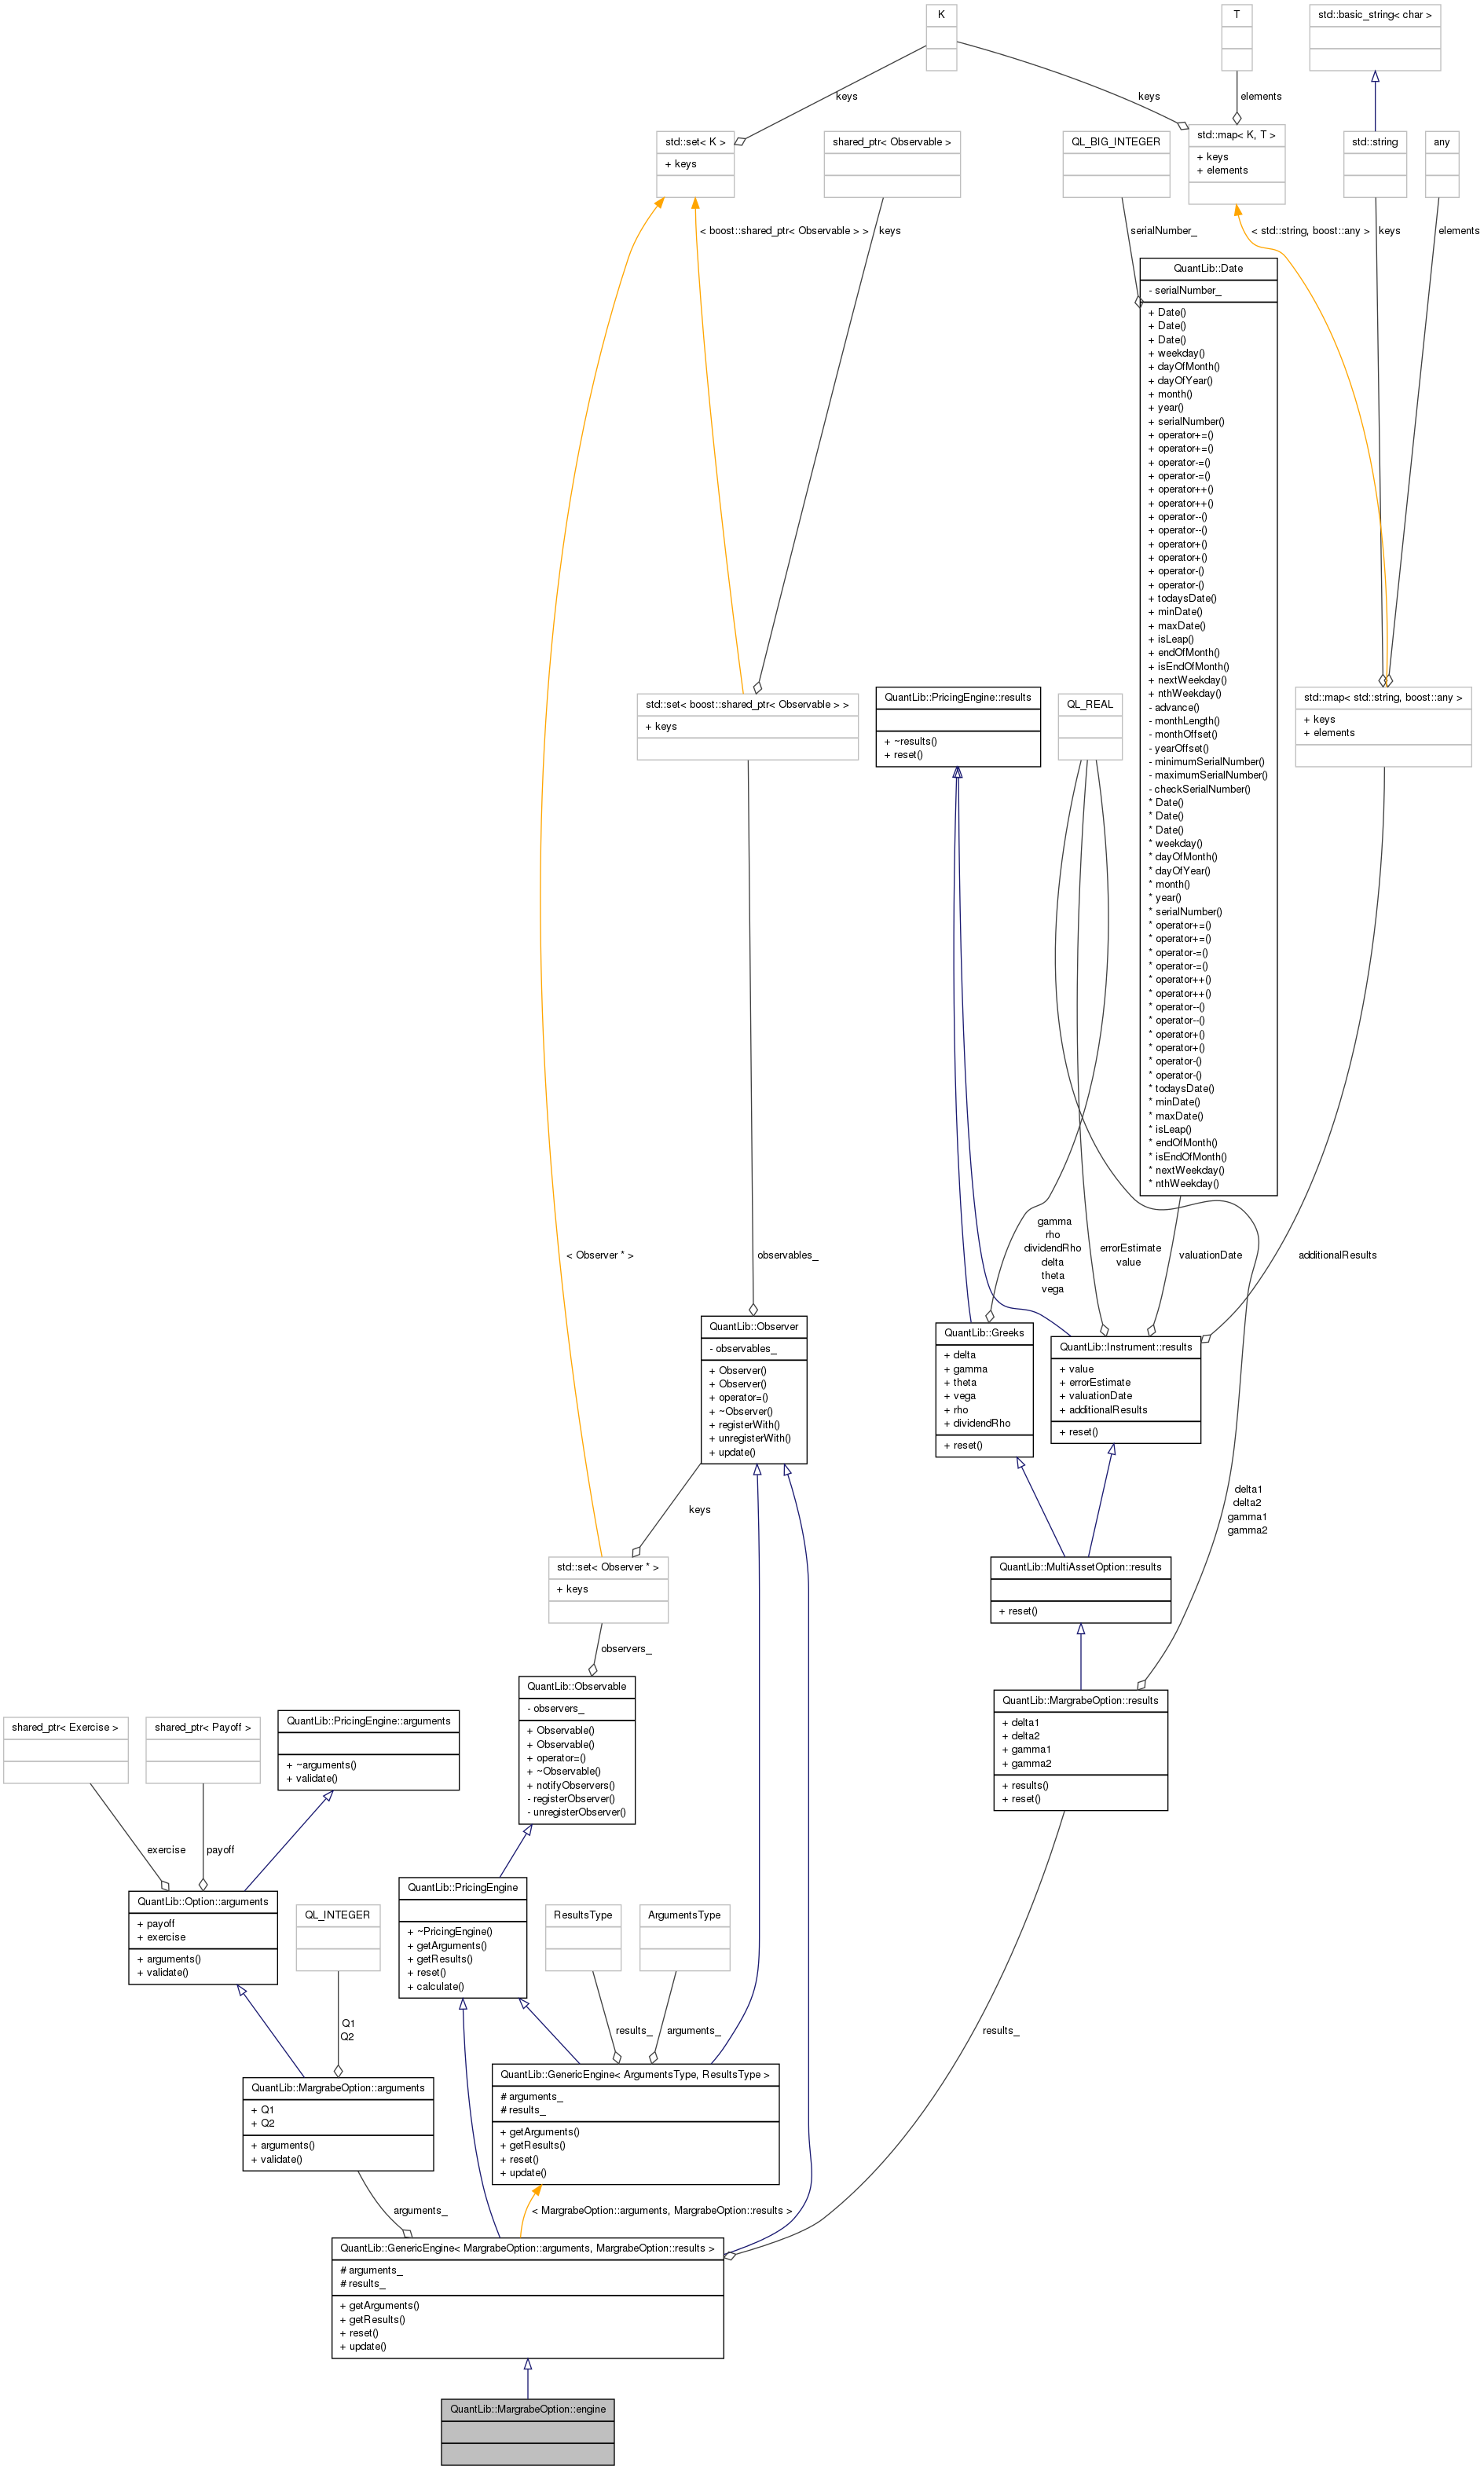 K
T
std::basic_string< char >
keys
keys
elements
std::set< K >
+ keys
shared_ptr< Observable >
QL_BIG_INTEGER
std::map< K, T >
+ keys
+ elements
std::string
any
< boost::shared_ptr< Observable > >
keys
serialNumber_
< std::string, boost::any >
keys
elements
QuantLib::Date
- serialNumber_
+ Date()
+ Date()
+ Date()
+ weekday()
+ dayOfMonth()
+ dayOfYear()
+ month()
+ year()
+ serialNumber()
+ operator+=()
+ operator+=()
+ operator-=()
+ operator-=()
+ operator++()
+ operator++()
+ operator--()
+ operator--()
+ operator+()
+ operator+()
+ operator-()
+ operator-()
+ todaysDate()
+ minDate()
+ maxDate()
+ isLeap()
+ endOfMonth()
+ isEndOfMonth()
+ nextWeekday()
+ nthWeekday()
- advance()
- monthLength()
- monthOffset()
- yearOffset()
- minimumSerialNumber()
- maximumSerialNumber()
- checkSerialNumber()
* Date()
* Date()
* Date()
* weekday()
* dayOfMonth()
* dayOfYear()
* month()
* year()
* serialNumber()
* operator+=()
* operator+=()
* operator-=()
* operator-=()
* operator++()
* operator++()
* operator--()
* operator--()
* operator+()
* operator+()
* operator-()
* operator-()
* todaysDate()
* minDate()
* maxDate()
* isLeap()
* endOfMonth()
* isEndOfMonth()
* nextWeekday()
* nthWeekday()
std::set< boost::shared_ptr< Observable > >
+ keys
QuantLib::PricingEngine::results
+ ~results()
+ reset()
QL_REAL
std::map< std::string, boost::any >
+ keys
+ elements
< Observer * >
observables_
gamma
rho
dividendRho
delta
theta
vega
errorEstimate
value
valuationDate
additionalResults
QuantLib::Observer
- observables_
+ Observer()
+ Observer()
+ operator=()
+ ~Observer()
+ registerWith()
+ unregisterWith()
+ update()
QuantLib::Greeks
+ delta
+ gamma
+ theta
+ vega
+ rho
+ dividendRho
+ reset()
QuantLib::Instrument::results
+ value
+ errorEstimate
+ valuationDate
+ additionalResults
+ reset()
keys
delta1
delta2
gamma1
gamma2
std::set< Observer * >
+ keys
QuantLib::MultiAssetOption::results
+ reset()
observers_
QuantLib::Observable
- observers_
+ Observable()
+ Observable()
+ operator=()
+ ~Observable()
+ notifyObservers()
- registerObserver()
- unregisterObserver()
QuantLib::MargrabeOption::results
+ delta1
+ delta2
+ gamma1
+ gamma2
+ results()
+ reset()
shared_ptr< Exercise >
shared_ptr< Payoff >
QuantLib::PricingEngine::arguments
+ ~arguments()
+ validate()
exercise
payoff
QuantLib::Option::arguments
+ payoff
+ exercise
+ arguments()
+ validate()
QL_INTEGER
QuantLib::PricingEngine
+ ~PricingEngine()
+ getArguments()
+ getResults()
+ reset()
+ calculate()
ResultsType
ArgumentsType
Q1
Q2
results_
arguments_
results_
QuantLib::MargrabeOption::arguments
+ Q1
+ Q2
+ arguments()
+ validate()
QuantLib::GenericEngine< ArgumentsType, ResultsType >
# arguments_
# results_
+ getArguments()
+ getResults()
+ reset()
+ update()
arguments_
< MargrabeOption::arguments, MargrabeOption::results >
QuantLib::GenericEngine< MargrabeOption::arguments, MargrabeOption::results >
# arguments_
# results_
+ getArguments()
+ getResults()
+ reset()
+ update()
QuantLib::MargrabeOption::engine